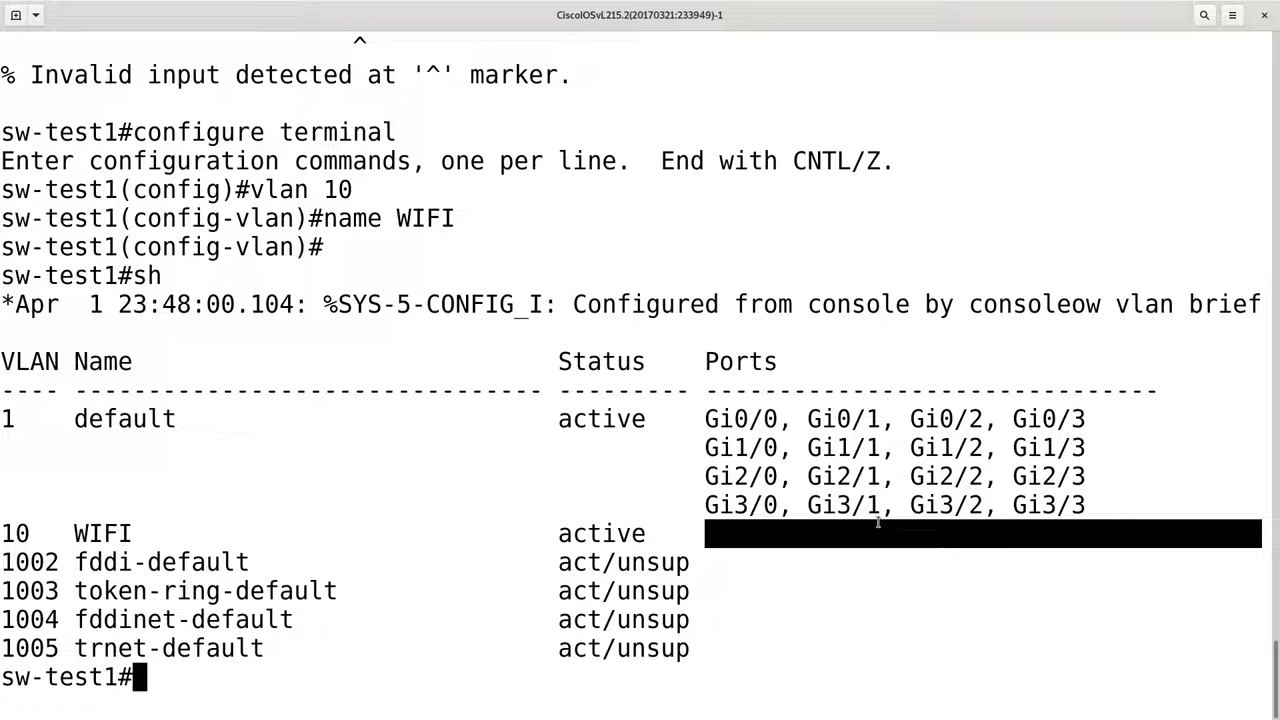 CiscoIOSvL215.2(20170321:233949)-1
^
% Invalid input detected at '^' marker.
sw-test1#configure terminal
Enter configuration commands, one per line.  End with CNTL/Z.
sw-test1(config)#vlan 10
sw-test1(config-vlan)#name WIFI
sw-test1(config-vlan)#
sw-test1#sh
*Apr  1 23:48:00.104: %SYS-5-CONFIG_I: Configured from console by consoleow vlan brief
VLAN Name                             Status    Ports
---- -------------------------------- --------- -------------------------------
1    default                          active    Gi0/0, Gi0/1, Gi0/2, Gi0/3
                                                Gi1/0, Gi1/1, Gi1/2, Gi1/3
                                                Gi2/0, Gi2/1, Gi2/2, Gi2/3
                                                Gi3/0, Gi3/1, Gi3/2, Gi3/3
10   WIFI                             active
1002 fddi-default                     act/unsup
1003 token-ring-default               act/unsup
1004 fddinet-default                  act/unsup
1005 trnet-default                    act/unsup
sw-test1#